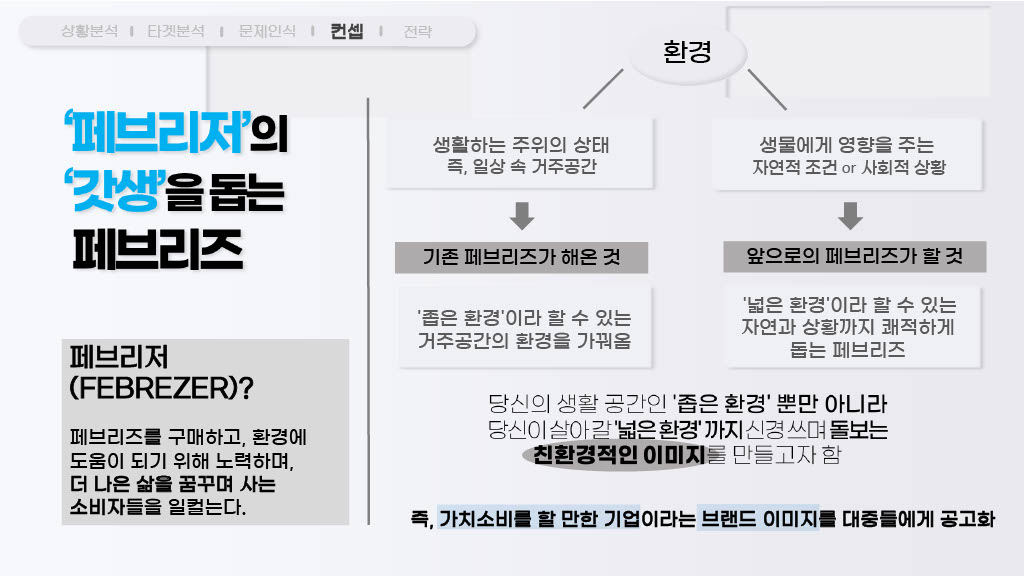 상황분석 | 타겟분석 | 문제인식 | 컨셉 | 전략
'페브리저'의
'갓생'을 돕는
페브리즈
페브리저
(FEBREZER)?
페브리즈를 구매하고, 환경에
도움이 되기 위해 노력하며,
더 나은 삶을 꿈꾸며 사는
소비자들을 일컫는다.
환경
생활하는 주위의 상태
즉, 일상 속 거주공간
기존 페브리즈가 해온 것
'좁은 환경'이라 할 수 있는
거주공간의 환경을 가꿔옴
생물에게 영향을 주는
자연적 조건 or 사회적 상황
앞으로의 페브리즈가 할 것
'넓은 환경'이라 할 수 있는
자연과 상황까지 쾌적하게
돕는 페브리즈
당신의 생활 공간인 '좁은 환경' 뿐만 아니라
당신이 살아갈 '넓은 환경'까지 신경쓰며 돌보는
친환경적인 이미지를 만들고자 함
즉, 가치소비를 할 만한 기업이라는 브랜드 이미지를 대중들에게 공고화